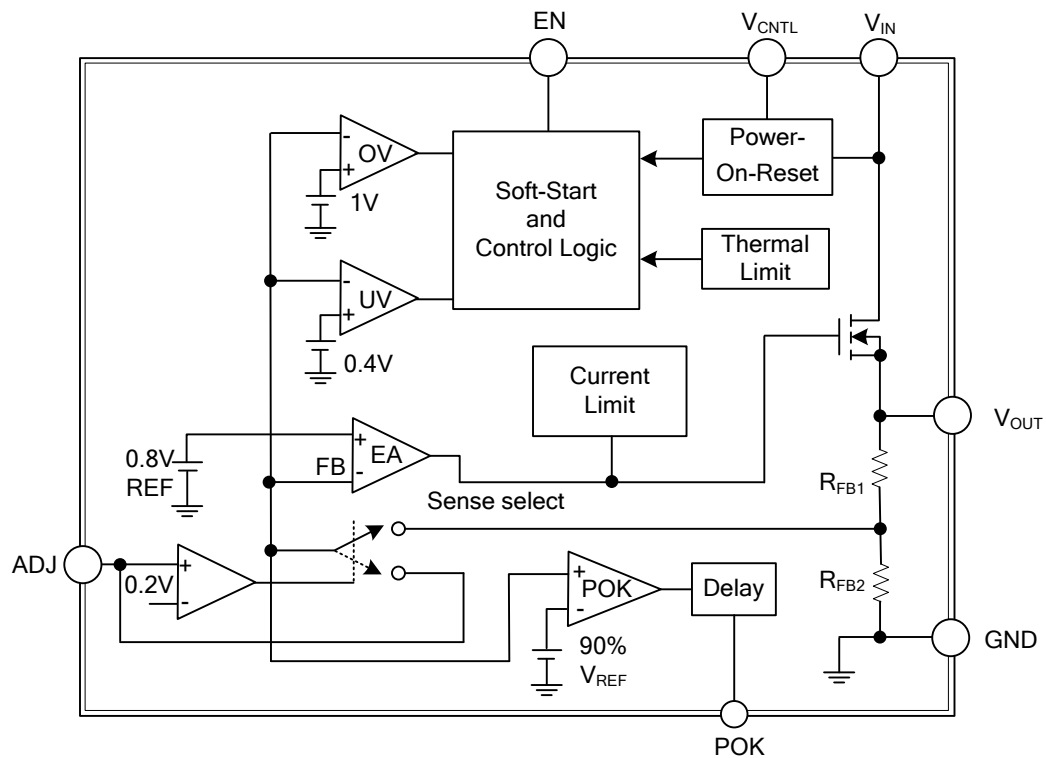 EN
VCNTL
VIN
-
OV
+
1V
Soft-Start
and
Control Logic
Power-
On-Reset
Thermal
Limit
-
UV
+
0.4V
Current
Limit
VOUT
0.8V
REF
+
FB
EA
-
Sense select
RFB1
ADJ
+
0.2V
-
+
POK
-
Delay
RFB2
90%
VREF
GND
POK